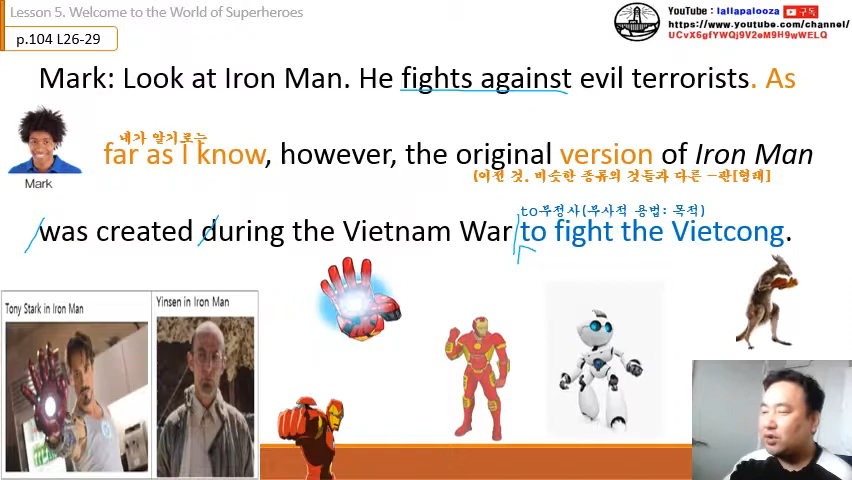 Lesson 5. Welcome to the World of Superheroes
YouTube : lallapalooza 구독
https://www.youtube.com/channel/
UCvX6gfYWQj9V2eM9H9wWELQ
p.104 L26-29
Mark: Look at Iron Man. He fights against evil terrorists. As
내가 알기로는
far as I know, however, the original version of Iron Man
Mark
(이전 것, 비슷한 종류의 것들과 다른 -판[형태]
to부정사(부사적 용법: 목적)
was created during the Vietnam War to fight the Vietcong.
Tony Stark in Iron Man
Yinsen in Iron Man